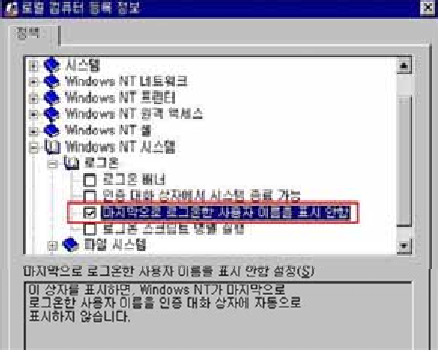 로컬 컴퓨터 등록 정보
정책
시스템
Windows NT 네트워크
Windows NT 프린터
Windows NT 원격 액세스
Windows NT 셸
Windows NT 시스템
로그온
로그온 배너
인증 대화 상자에서 시스템 종료 가능
마지막으로 로그온한 사용자 이름을 표시 안함
로그온 스크립트 병렬 실행
파일 시스템
마지막으로 로그온한 사용자 이름을 표시 안함 설정(S)
이 상자를 표시하면, Windows NT가 마지막으로
로그온한 사용자 이름을 인증 대화 상자에 자동으로
표시하지 않습니다.